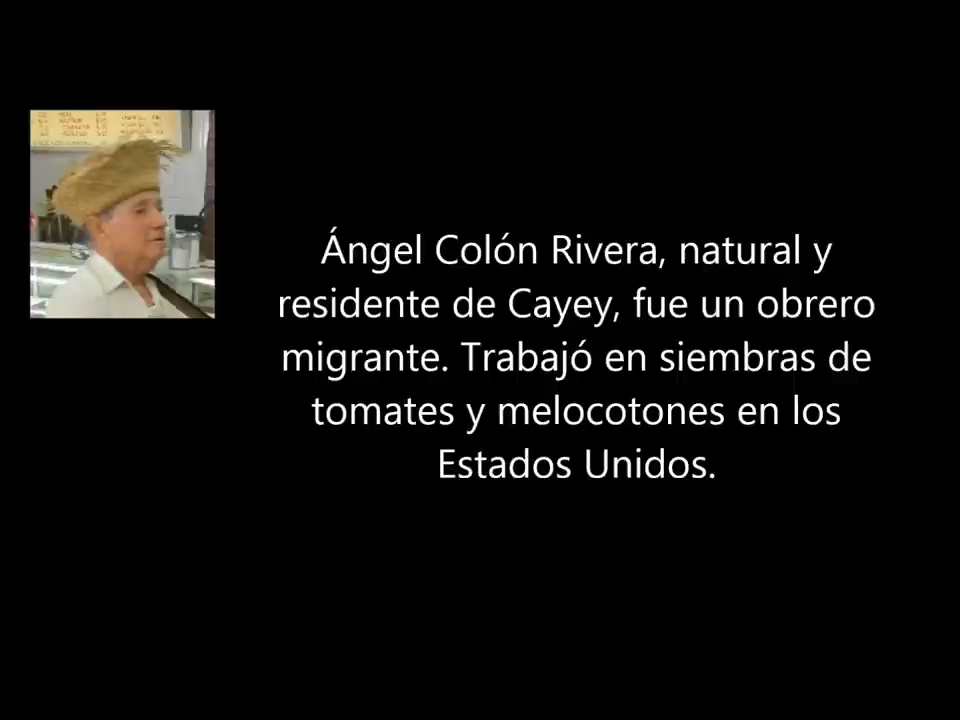 Ángel Colón Rivera, natural y
residente de Cayey, fue un obrero
migrante. Trabajó en siembras de
tomates y melocotones en los
Estados Unidos.